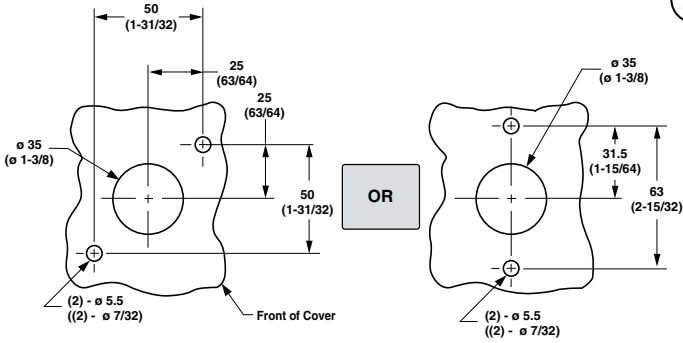 50
(1-31/32)
25
(63/64)
25
(63/64)
ø 35
(ø 1-3/8)
50
(1-31/32)
(2) - ø 5.5
((2) - ø 7/32)
Front of Cover
OR
ø 35
(ø 1-3/8)
31.5
(1-15/64)
63
(2-15/32)
(2) - ø 5.5
((2) - ø 7/32)